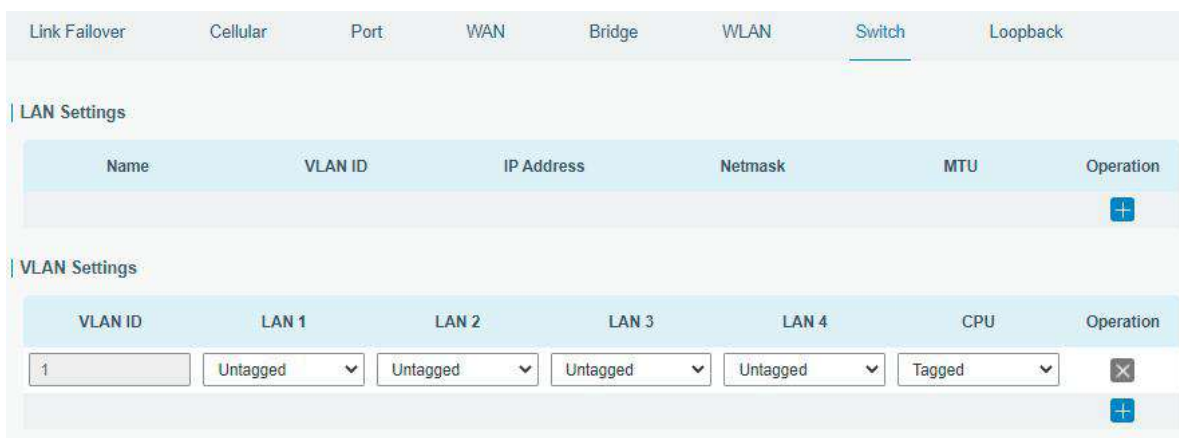 Link Failover Cellular Port WAN Bridge WLAN Switch Loopback
LAN Settings
Name VLAN ID IP Address Netmask MTU Operation
VLAN Settings
VLAN ID LAN 1 LAN 2 LAN 3 LAN 4 CPU Operation
1 Untagged Untagged Untagged Untagged Tagged